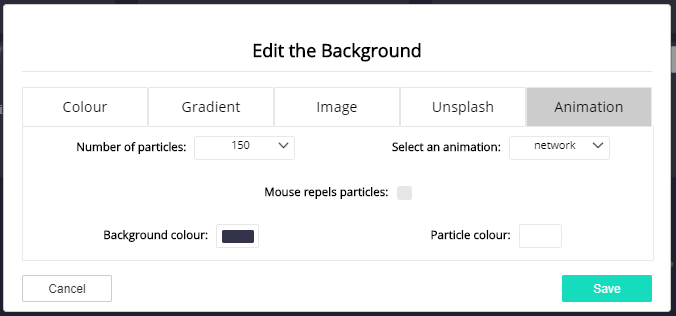 Edit the Background
Colour Gradient Image Unsplash Animation
Number of particles: 150 Select an animation: network
Mouse repels particles:
Background colour: Particle colour:
Cancel Save